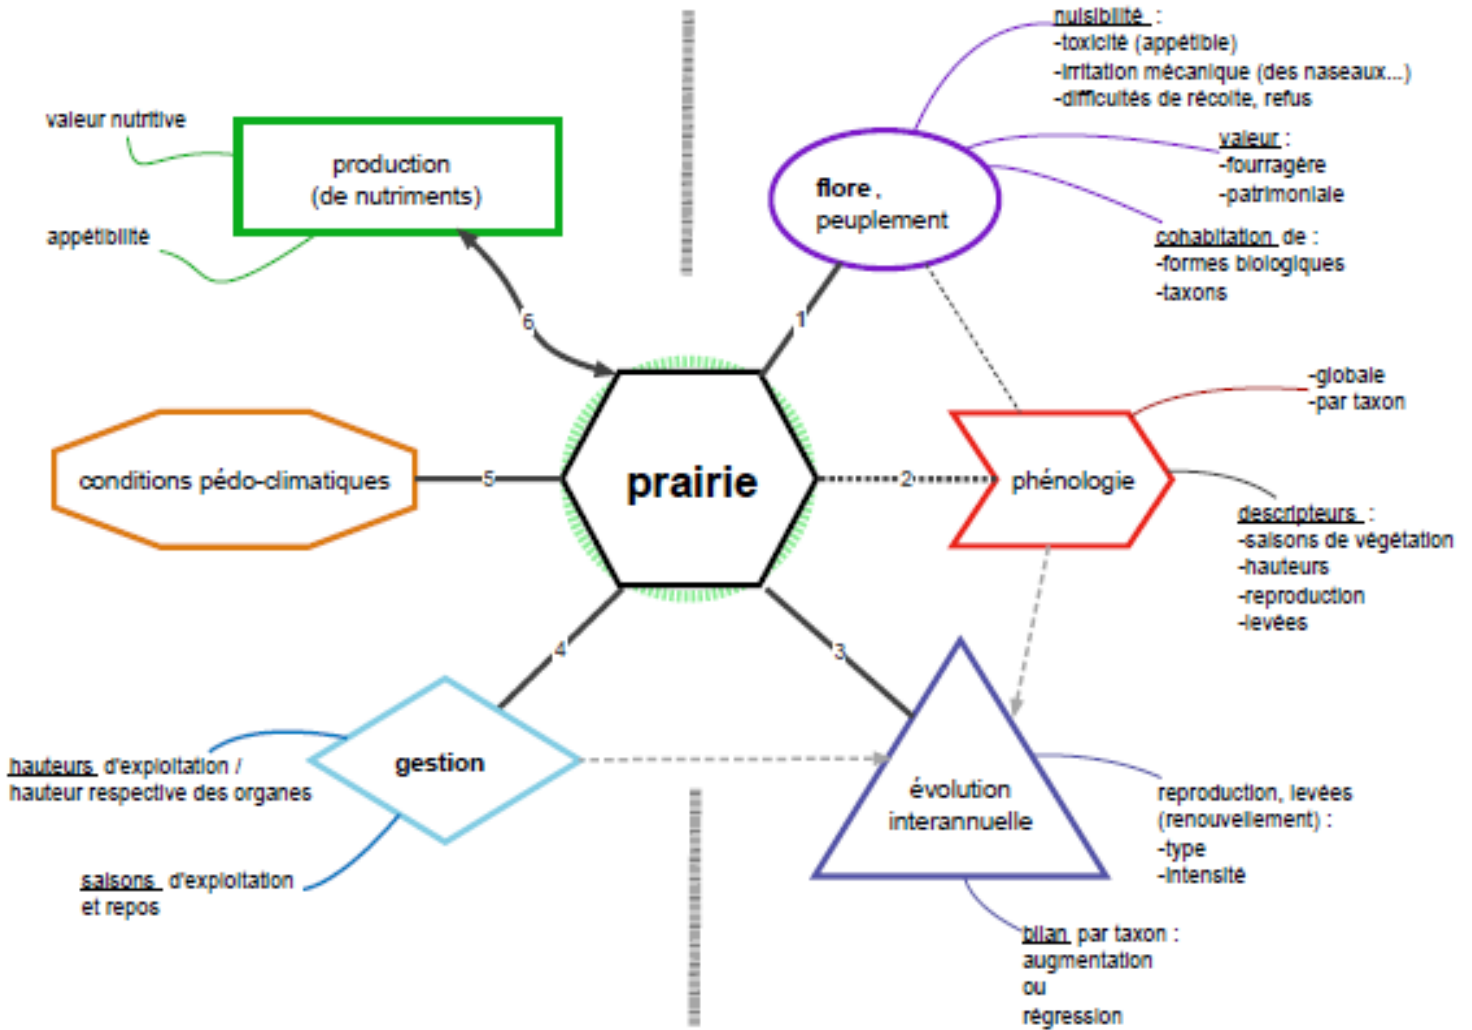 nuisibilité :
-toxicité (appétible)
-irritation mécanique (des naseaux...)
-difficultés de récolte, refus
valeur nutritive
production
(de nutriments)
appétibilité
flore,
peuplement
valeur :
-fourragère
-patrimoniale
cohabitation de :
-formes biologiques
-taxons
6
1
-globale
-par taxon
conditions pédo-climatiques
5
prairie
2
phénologie
descripteurs :
-saisons de végétation
-hauteurs
-reproduction
-levées
4
3
hauteurs d'exploitation /
hauteur respective des organes
gestion
saisons d'exploitation
et repos
évolution
interannuelle
reproduction, levées
(renouvellement) :
-type
-intensité
bilan par taxon :
augmentation
ou
régression